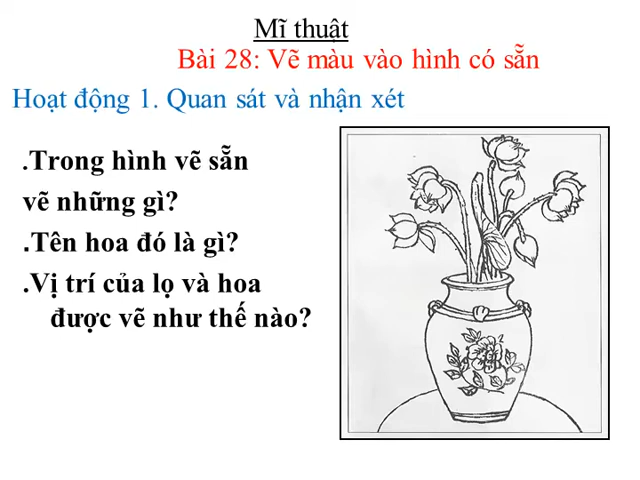 Mĩ thuật
Bài 28: Vẽ màu vào hình có sẵn
Hoạt động 1. Quan sát và nhận xét
.Trong hình vẽ sẵn
vẽ những gì?
.Tên hoa đó là gì?
.Vị trí của lọ và hoa
được vẽ như thế nào?